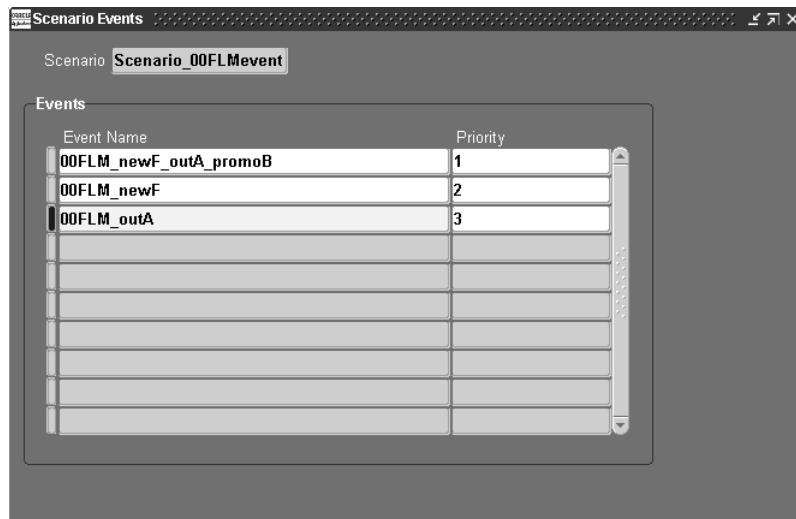 Scenario Events
Scenario Scenario_00FLMevent
Events
Event Name Priority
00FLM_newF_outA_promoB 1
00FLM_newF 2
00FLM_outA 3